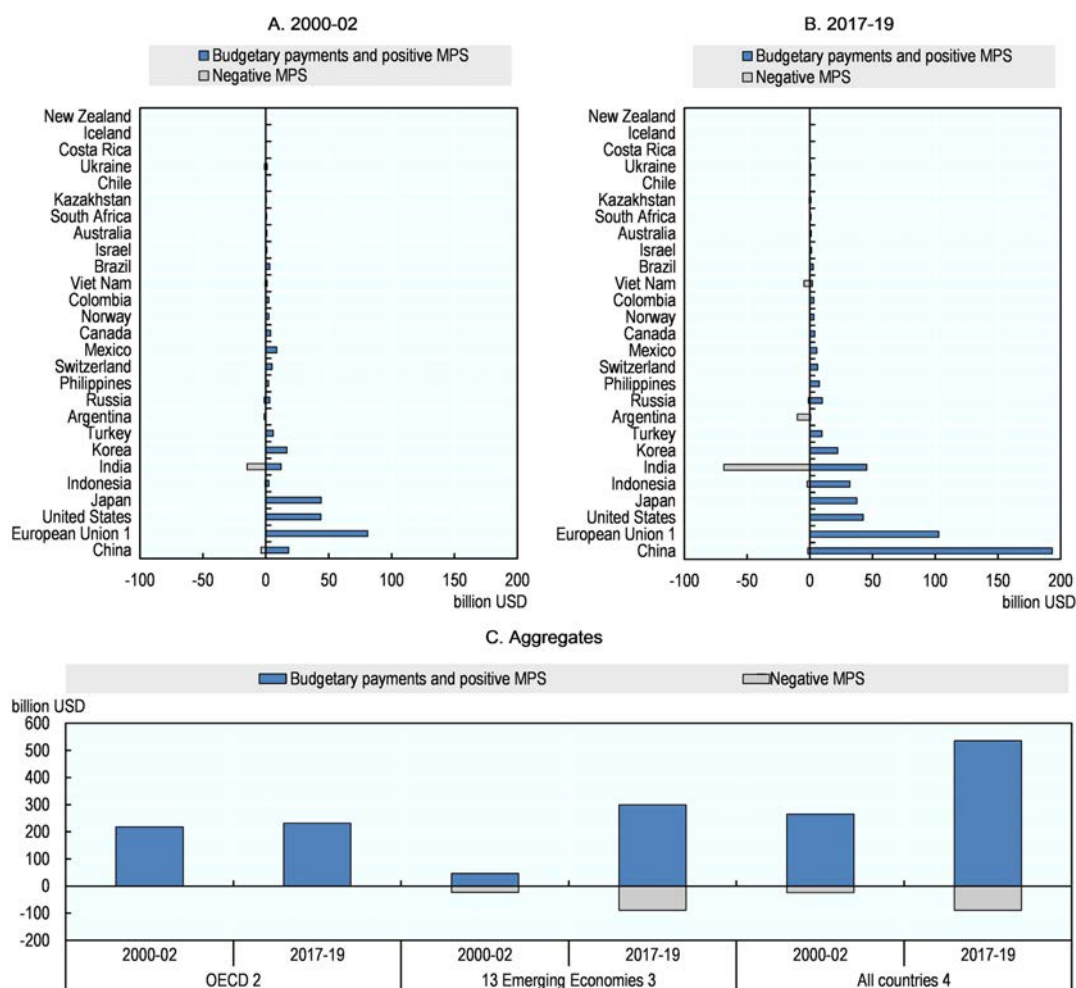 A. 2000-02
Budgetary payments and positive MPS
Negative MPS
New Zealand
Iceland
Costa Rica
Ukraine
Chile
Kazakhstan
South Africa
Australia
Israel
Brazil
Viet Nam
Colombia
Norway
Canada
Mexico
Switzerland
Philippines
Russia
Argentina
Turkey
Korea
India
Indonesia
Japan
United States
European Union 1
China
-100 -50 0 50 100 150 200
billion USD
B. 2017-19
Budgetary payments and positive MPS
Negative MPS
New Zealand
Iceland
Costa Rica
Ukraine
Chile
Kazakhstan
South Africa
Australia
Israel
Brazil
Viet Nam
Colombia
Norway
Canada
Mexico
Switzerland
Philippines
Russia
Argentina
Turkey
Korea
India
Indonesia
Japan
United States
European Union 1
China
-100 -50 0 50 100 150 200
billion USD
C. Aggregates
Budgetary payments and positive MPS Negative MPS
billion USD
600
500
400
300
200
100
0
-100
-200
2000-02 2017-19 2000-02 2017-19 2000-02 2017-19
OECD 2 13 Emerging Economies 3 All countries 4